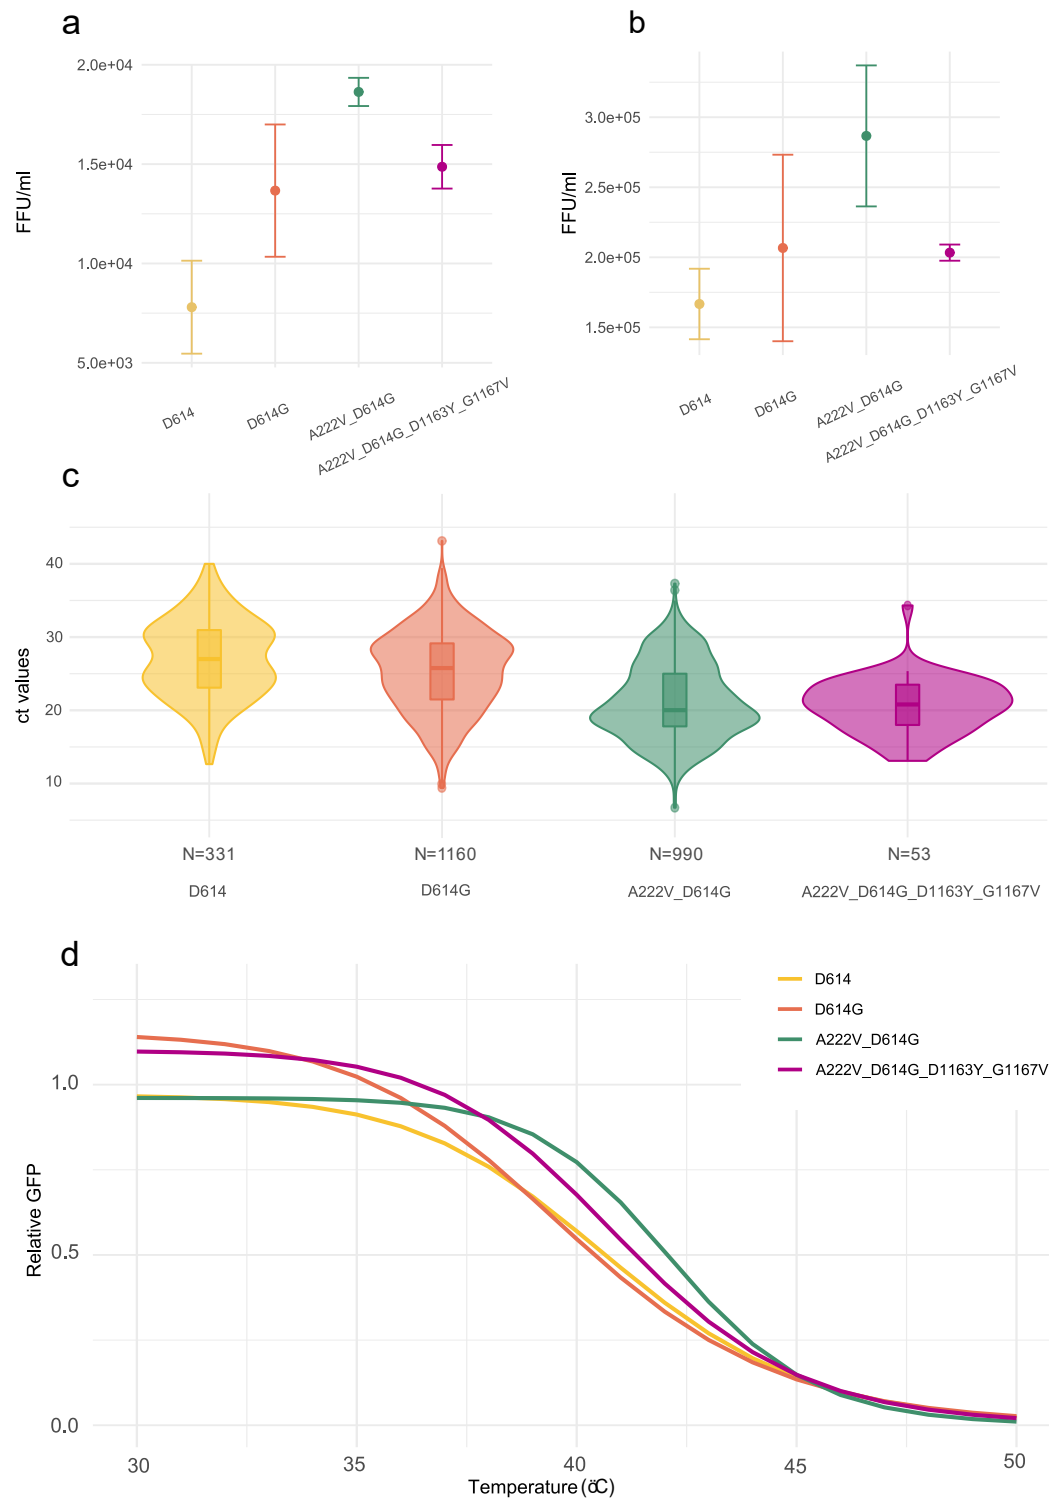 a
2.0e+04
1.5e+04
1.0e+04
5.0e+03
FFU/ml
D614
D614G
A222V_D614G
A222V_D614G_D1163Y_G1167V
b
3.0e+05
2.5e+05
2.0e+05
1.5e+05
FFU/ml
D614
D614G
A222V_D614G
A222V_D614G_D1163Y_G1167V
c
40
30
20
10
ct values
N=331
N=1160
N=990
N=53
D614
D614G
A222V_D614G
A222V_D614G_D1163Y_G1167V
d
D614
D614G
A222V_D614G
A222V_D614G_D1163Y_G1167V
1.0
0.5
0.0
Relative GFP
30
35
40
45
50
Temperature (öC)